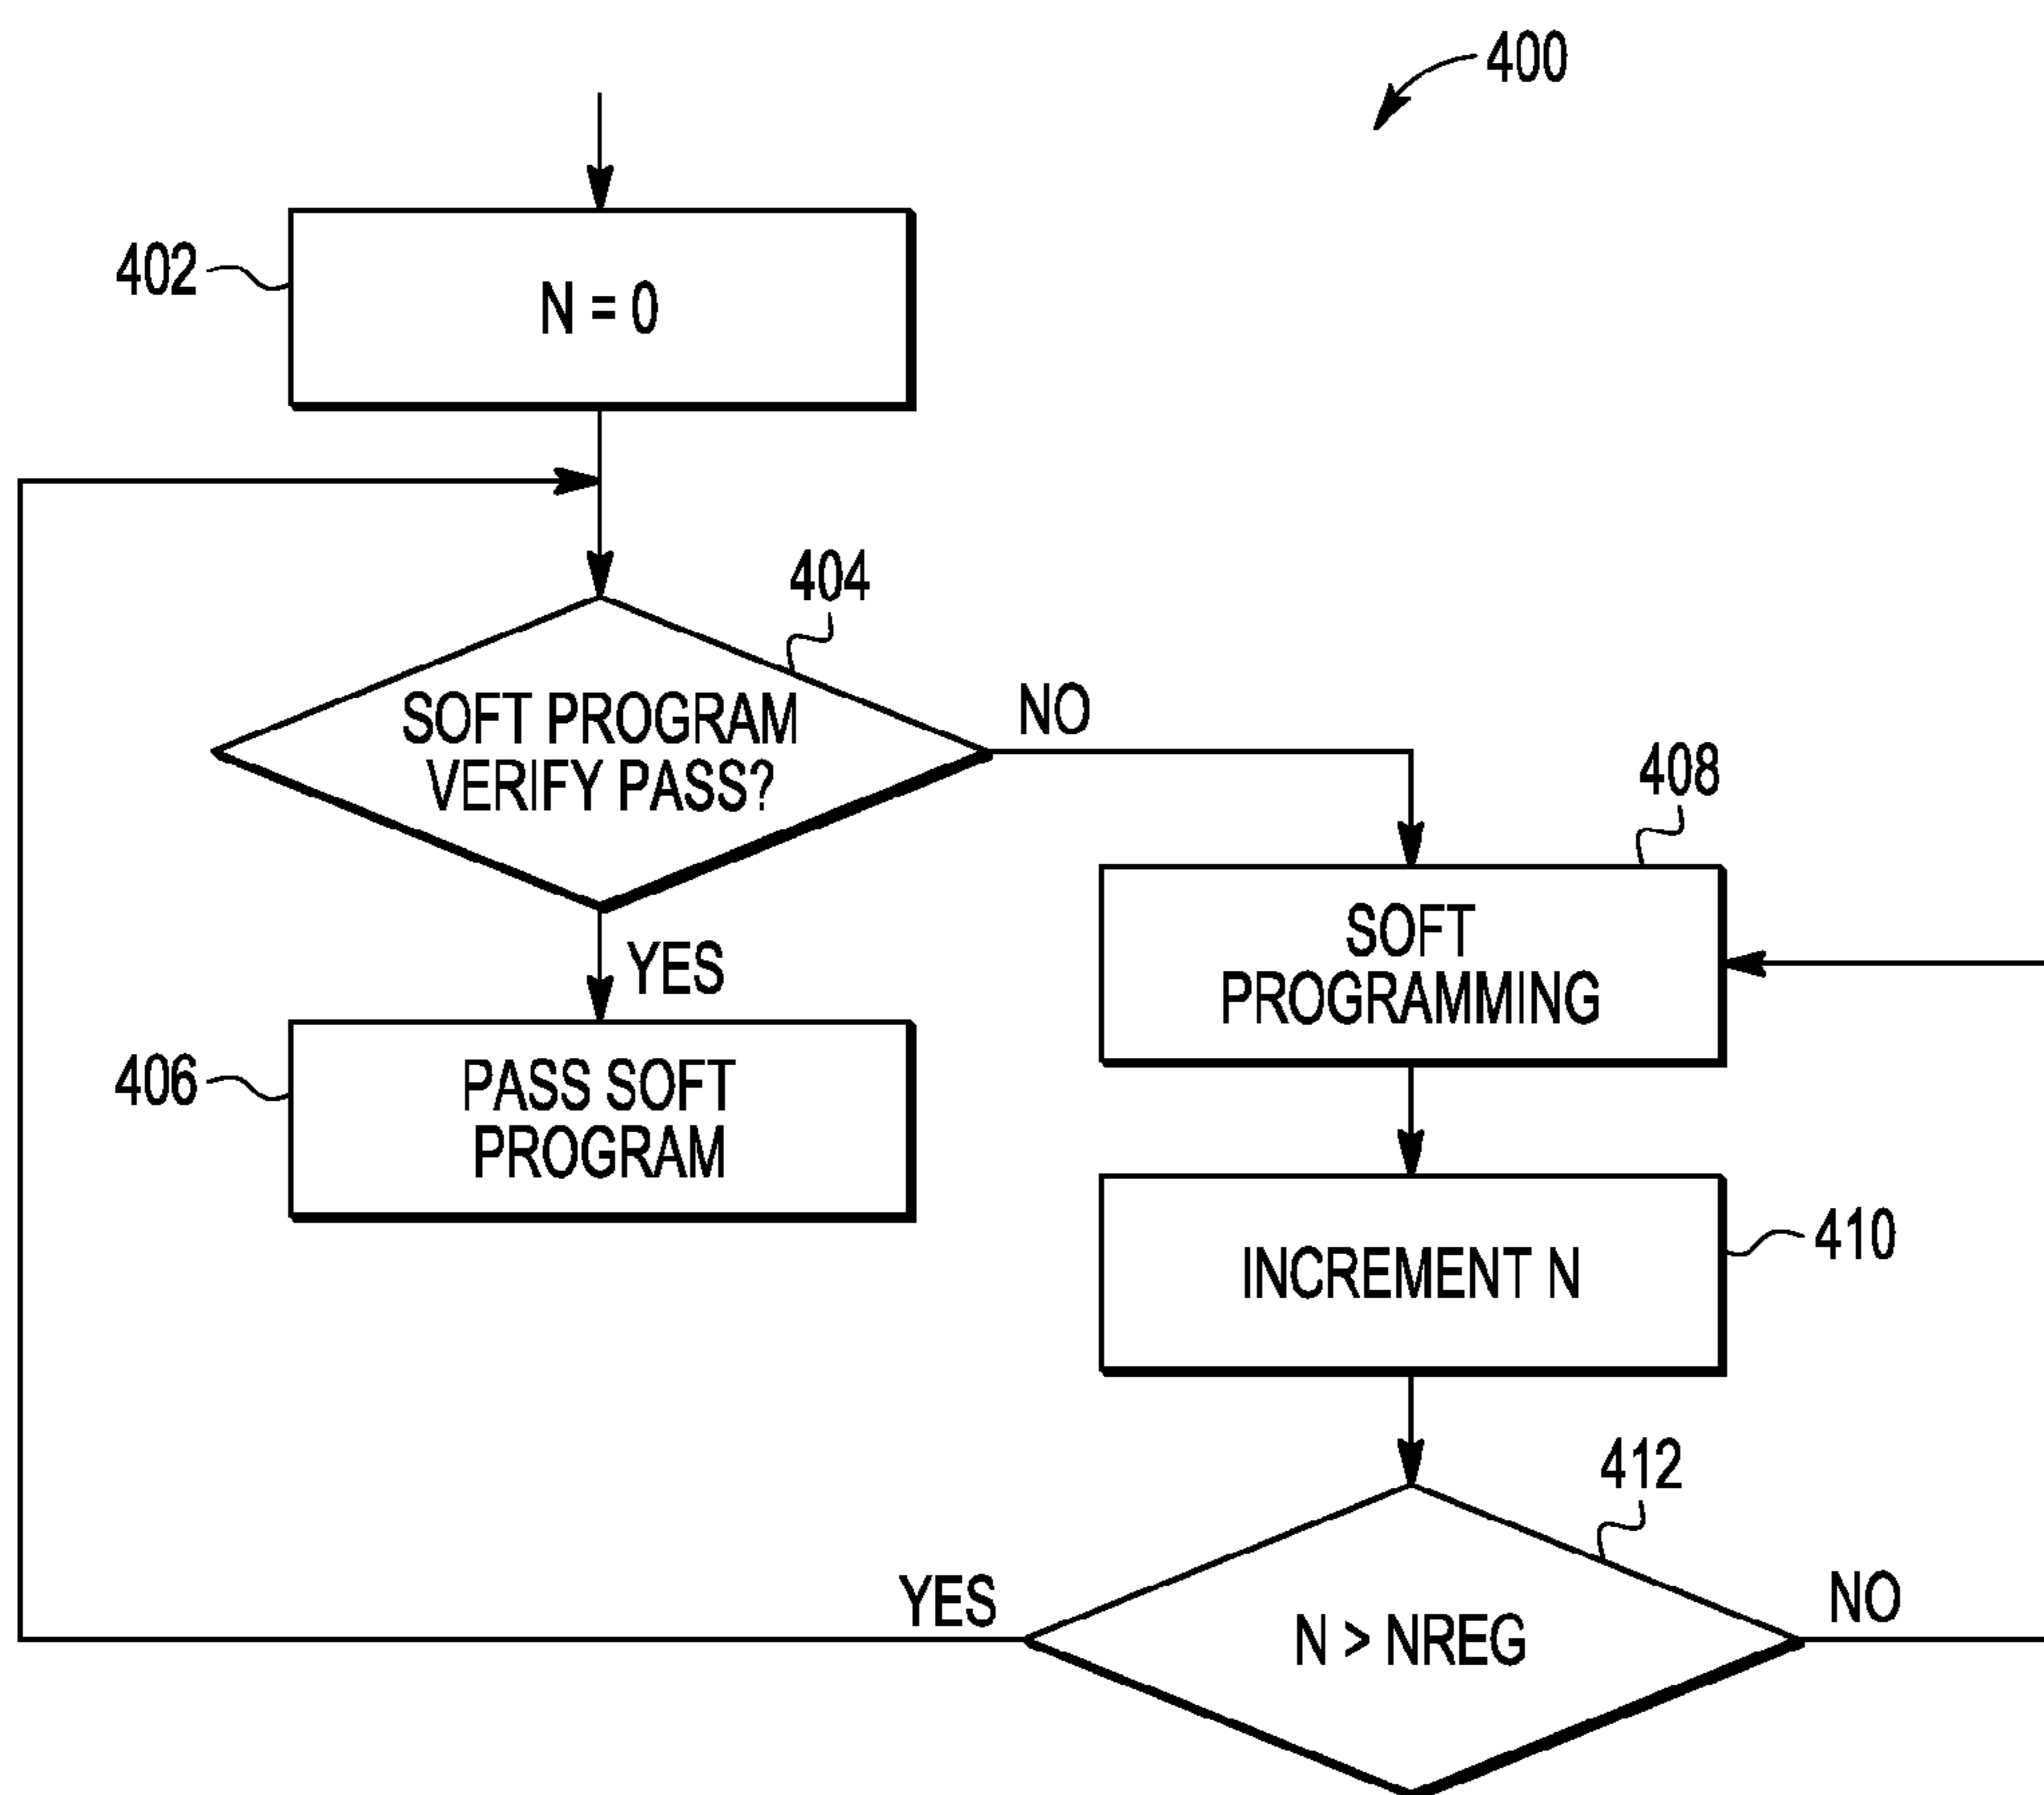 400
402
N = 0
404
SOFT PROGRAM
VERIFY PASS?
NO
YES
406
PASS SOFT
PROGRAM
408
SOFT
PROGRAMMING
410
INCREMENT N
412
N > NREG
YES
NO